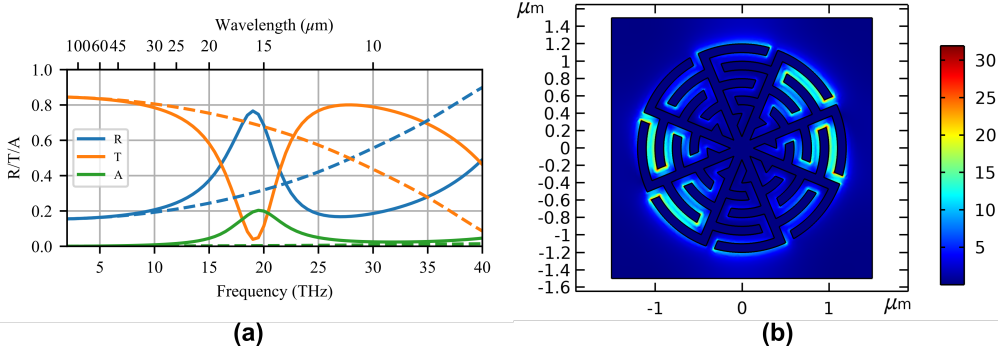 Wavelength (μm)
100 60 45 30 25 20 15 10
1.0
0.8
0.6
0.4
0.2
0.0
R/T/A
R
T
A
5 10 15 20 25 30 35 40
Frequency (THz)
(a)
μm
1.4
1.2
1
0.8
0.6
0.4
0.2
0
-0.2
-0.4
-0.6
-0.8
-1
-1.2
-1.4
-1.6
-1 0 1
μm
30
25
20
15
10
5
(b)